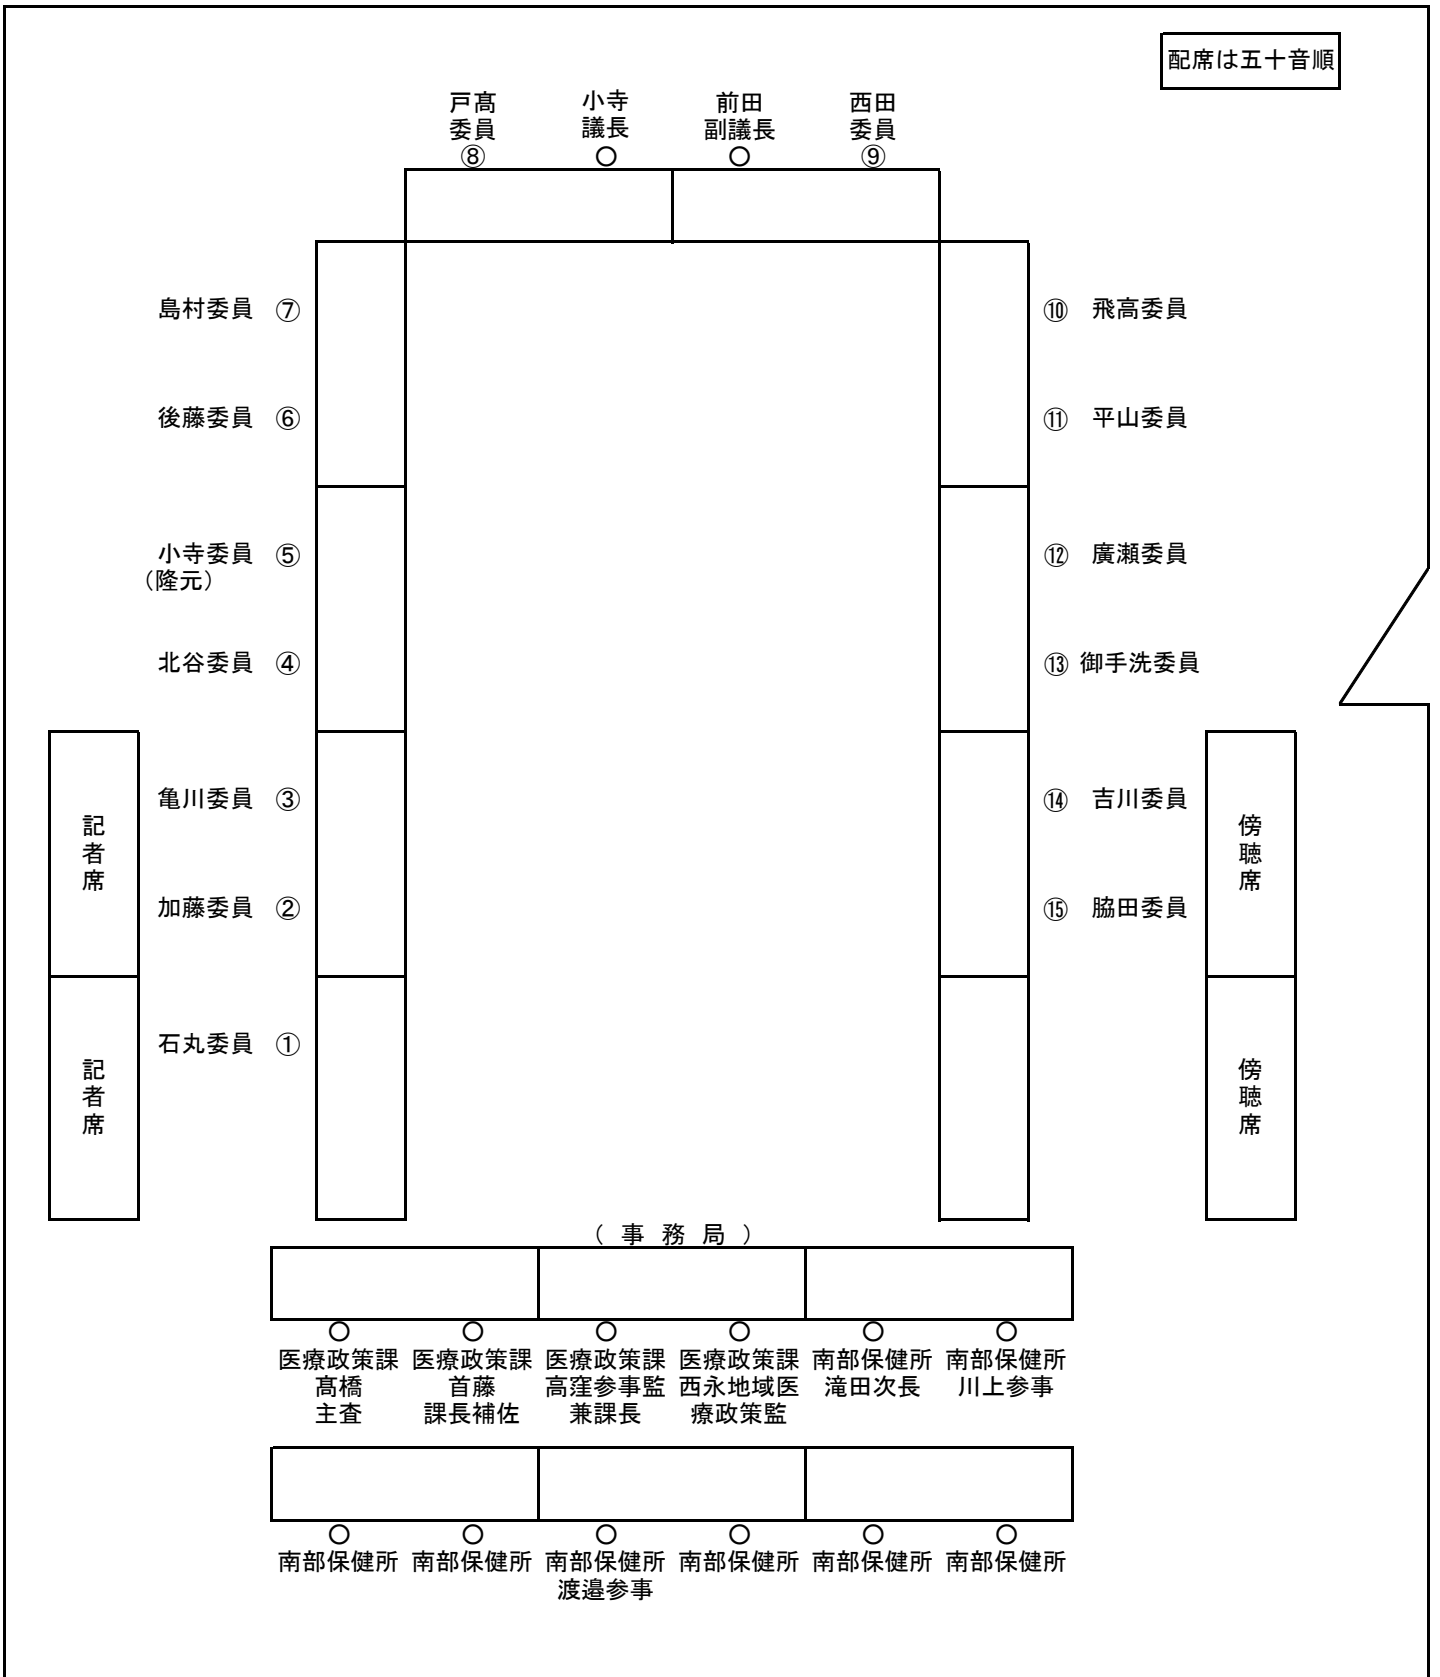 配席は五十音順
戸髙
委員
⑧
小寺
議長
○
前田
副議長
○
西田
委員
⑨
島村委員 ⑦
⑩ 飛高委員
後藤委員 ⑥
⑪ 平山委員
小寺委員 ⑤
（隆元）
⑫ 廣瀬委員
北谷委員 ④
⑬ 御手洗委員
亀川委員 ③
⑭ 吉川委員
記者席
傍聴席
加藤委員 ②
⑮ 脇田委員
石丸委員 ①
記者席
傍聴席
（ 事 務 局 ）
○ ○ ○ ○ ○ ○
医療政策課
髙橋
主査
医療政策課
首藤
課長補佐
医療政策課
高窪参事監
兼課長
医療政策課
西永地域医
療政策監
南部保健所
滝田次長
南部保健所
川上参事
○ ○ ○ ○ ○ ○
南部保健所
南部保健所
南部保健所
渡邉参事
南部保健所
南部保健所
南部保健所